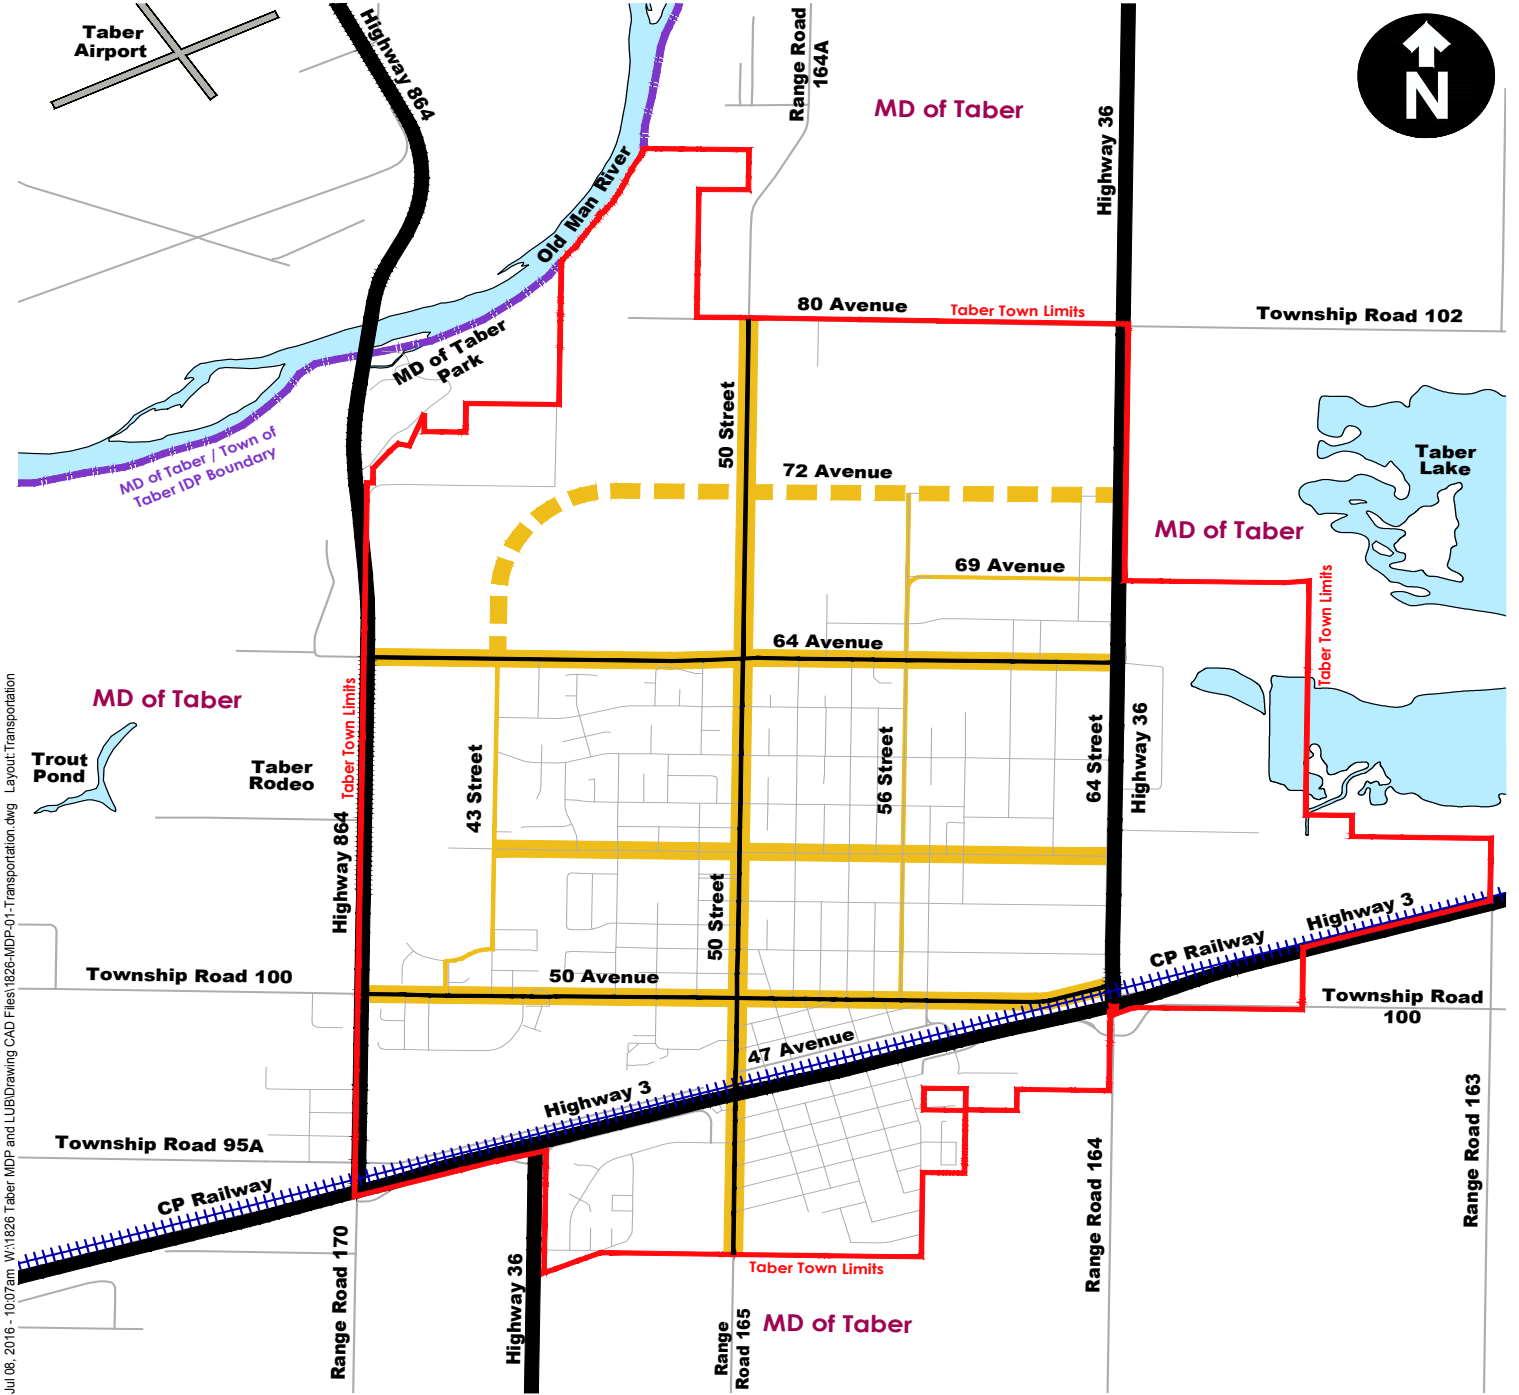 Taber
Airport
Highway 864
Range Road
164A
MD of Taber
Highway 36
N
Old Man River
80 Avenue
Taber Town Limits
Township Road 102
MD of Taber
Park
50 Street
MD of Taber / Town of
Taber IDP Boundary
72 Avenue
Taber
Lake
MD of Taber
69 Avenue
Taber Town Limits
64 Avenue
MD of Taber
Taber Town Limits
Trout
Pond
Taber
Rodeo
43 Street
56 Street
64 Street
Highway 36
Highway 864
50 Street
Highway 3
CP Railway
Township Road 100
50 Avenue
Township Road
100
47 Avenue
Highway 3
Township Road 95A
CP Railway
Range Road 170
Highway 36
Range Road 164
Range Road 163
Taber Town Limits
Range
Road 165
MD of Taber
Jul 08, 2016 - 10:07am W:\1826 Taber MDP and LUB\Drawing CAD Files\1826-MDP-01-Transportation.dwg Layout:Transportation